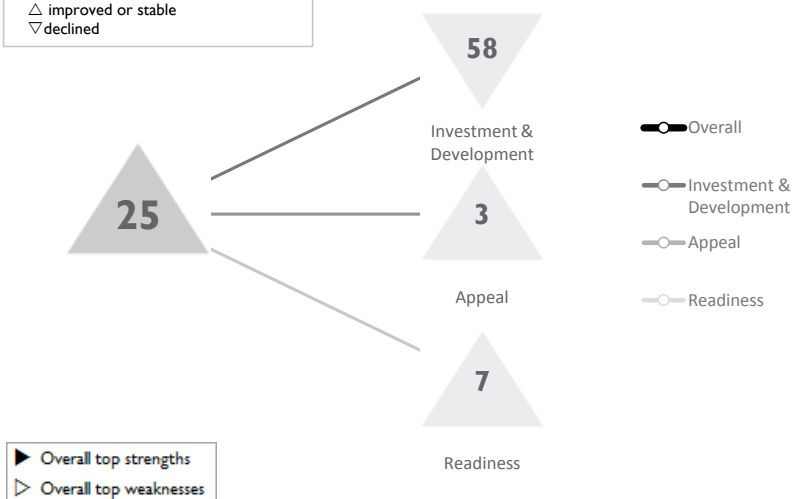 △ improved or stable
▽ declined
58
Investment &
Development
25
3
Appeal
7
Readiness
Overall
Investment &
Development
Appeal
Readiness
▶ Overall top strengths
▷ Overall top weaknesses